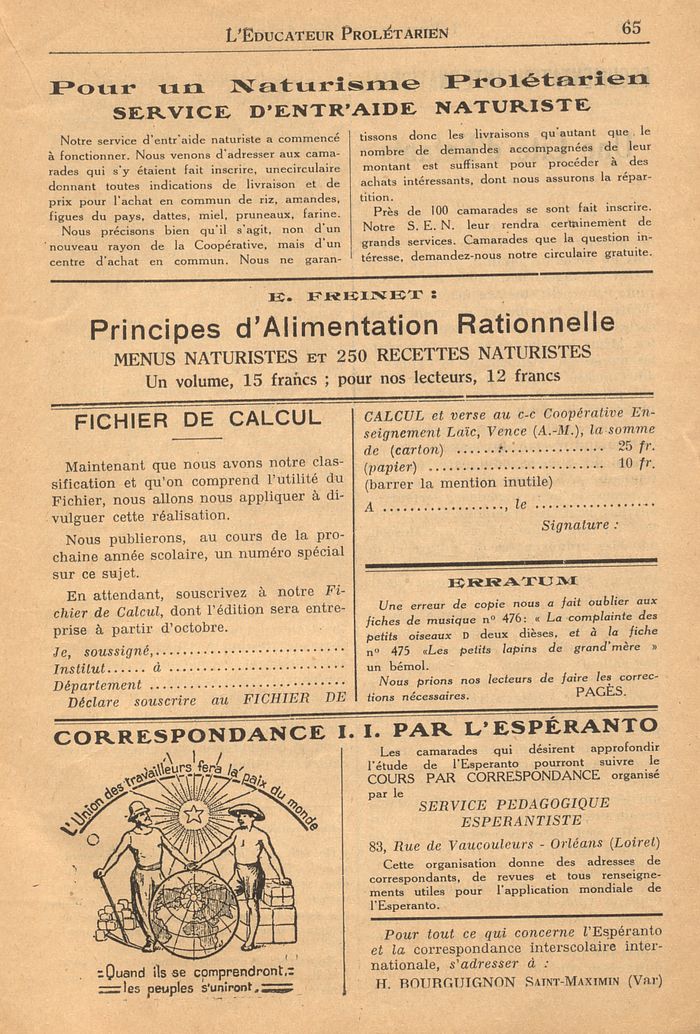 L'Educateur Prolétarien
65
Pour un Naturisme Prolétarien
SERVICE D'ENTR'AIDE NATURISTE
Notre service d'entr'aide naturiste a commencé
à fonctionner. Nous venons d'adresser aux cama-
rades qui s'y étaient fait inscrire, unecirculaire
donnant toutes indications de livraison et de
prix pour l'achat en commun de riz, amandes,
figues du pays, dattes, miel, pruneaux, farine.
Nous précisons bien qu'il s'agit, non d'un
nouveau rayon de la Coopérative, mais d'un
centre d'achat en commun. Nous ne garan-
tissons donc les livraisons qu'autant que le
nombre de demandes accompagnées de leur
montant est suffisant pour procéder à des
achats intéressants, dont nous assurons la répar-
tition.
Près de 100 camarades se sont fait inscrire.
Notre S. E. N. leur rendra certainement de
grands services. Camarades que la question in-
téresse, demandez-nous notre circulaire gratuite.
E. FREINET :
Principes d'Alimentation Rationnelle
MENUS NATURISTES ET 250 RECETTES NATURISTES
Un volume, 15 francs ; pour nos lecteurs, 12 francs
FICHIER DE CALCUL
Maintenant que nous avons notre clas-
sification et qu'on comprend l'utilité du
Fichier, nous allons nous appliquer à di-
vulguer cette réalisation.
Nous publierons, au cours de la pro-
chaine année scolaire, un numéro spécial
sur ce sujet.
En attendant, souscrivez à notre Fi-
chier de Calcul, dont l'édition sera entre-
prise à partir d'octobre.
Je, soussigné,...........................
Institut...... à .........................
Département ............................
Déclare souscrire au FICHIER DE
CALCUL et verse au c-c Coopérative En-
seignement Laïc, Vence (A.-M.), la somme
de (carton) ...................... 25 fr.
(papier) ......................... 10 fr.
(barrer la mention inutile)
A .................., le ..................
Signature :
ERRATUM
Une erreur de copie nous a fait oublier aux
fiches de musique n° 476: « La complainte des
petits oiseaux D deux dièses, et à la fiche
n° 475 «Les petits lapins de grand'mère »
un bémol.
Nous prions nos lecteurs de faire les correc-
tions nécessaires. PAGÈS.
CORRESPONDANCE I. I. PAR L'ESPÉRANTO
L'Union des travailleurs fera la paix du monde
=Quand ils se comprendront,=
=les peuples s'uniront.=
Les camarades qui désirent approfondir
l'étude de l'Esperanto pourront suivre le
COURS PAR CORRESPONDANCE organisé
par le
SERVICE PEDAGOGIQUE
ESPERANTISTE
83, Rue de Vaucouleurs - Orléans (Loiret)
Cette organisation donne des adresses de
correspondants, de revues et tous renseigne-
ments utiles pour l'application mondiale de
l'Esperanto.
Pour tout ce qui concerne l'Espéranto
et la correspondance interscolaire inter-
nationale, s'adresser à :
H. BOURGUIGNON SAINT-MAXIMIN (Var)